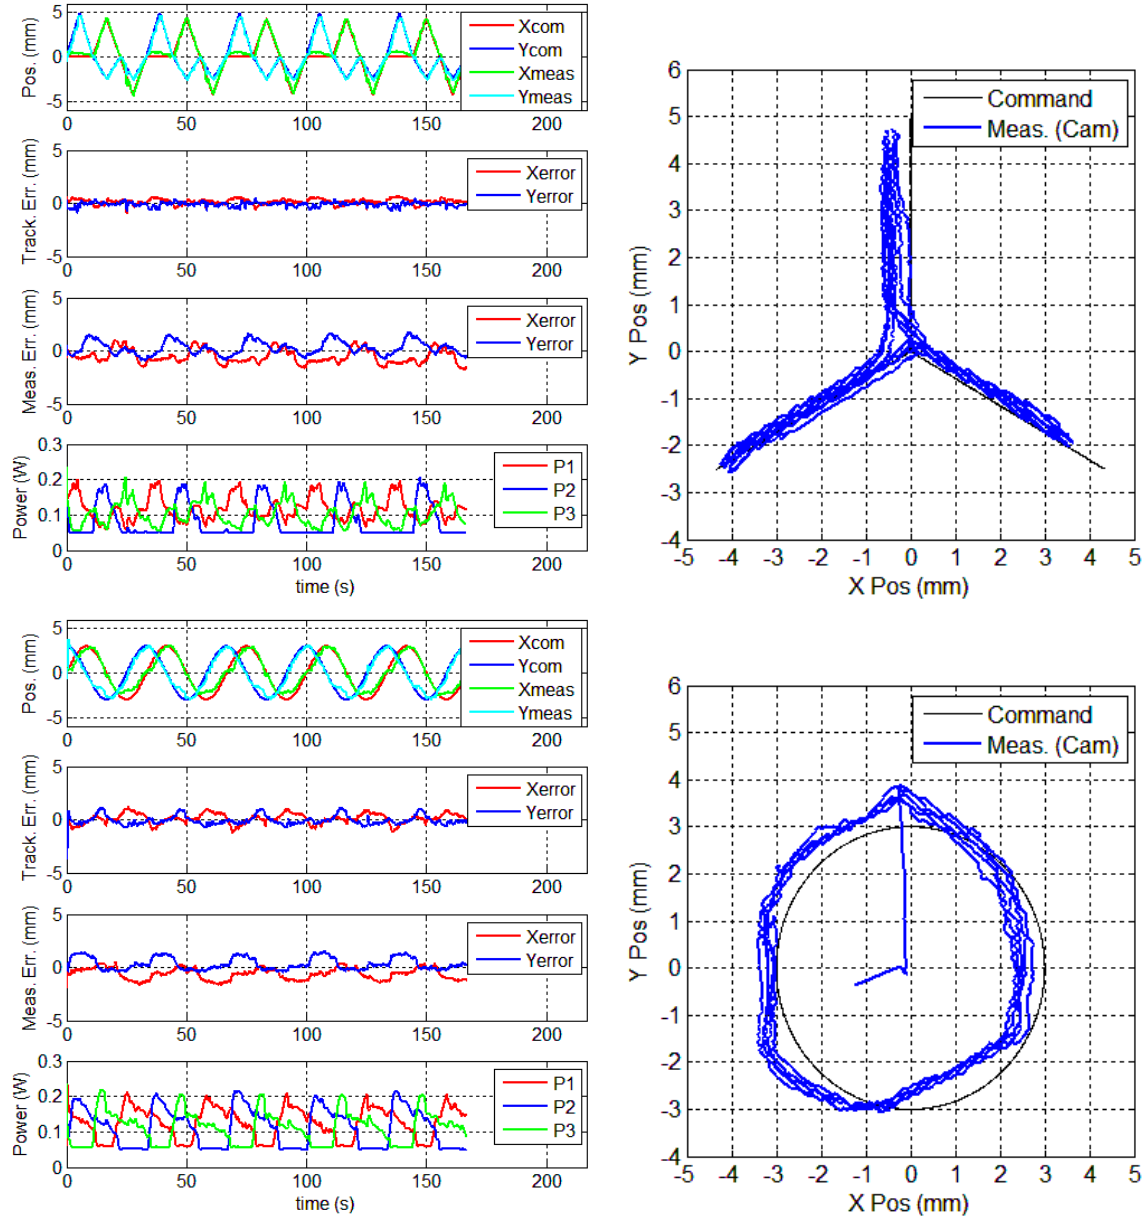 Pos. (mm)
5
0
-5
0
50
100
150
200
Xcom
Ycom
Xmeas
Ymeas
Track. Err. (mm)
5
0
-5
0
50
100
150
200
Xerror
Yerror
Meas. Err. (mm)
5
0
-5
0
50
100
150
200
Xerror
Yerror
Power (W)
0.3
0.2
0.1
0
0
50
100
150
200
P1
P2
P3
time (s)
Y Pos (mm)
6
5
4
3
2
1
0
-1
-2
-3
-4
-5
-4
-3
-2
-1
0
1
2
3
4
5
X Pos (mm)
Command
Meas. (Cam)
Pos. (mm)
5
0
-5
0
50
100
150
200
Xcom
Ycom
Xmeas
Ymeas
Track. Err. (mm)
5
0
-5
0
50
100
150
200
Xerror
Yerror
Meas. Err. (mm)
5
0
-5
0
50
100
150
200
Xerror
Yerror
Power (W)
0.3
0.2
0.1
0
0
50
100
150
200
P1
P2
P3
time (s)
Y Pos (mm)
6
5
4
3
2
1
0
-1
-2
-3
-4
-5
-4
-3
-2
-1
0
1
2
3
4
5
X Pos (mm)
Command
Meas. (Cam)